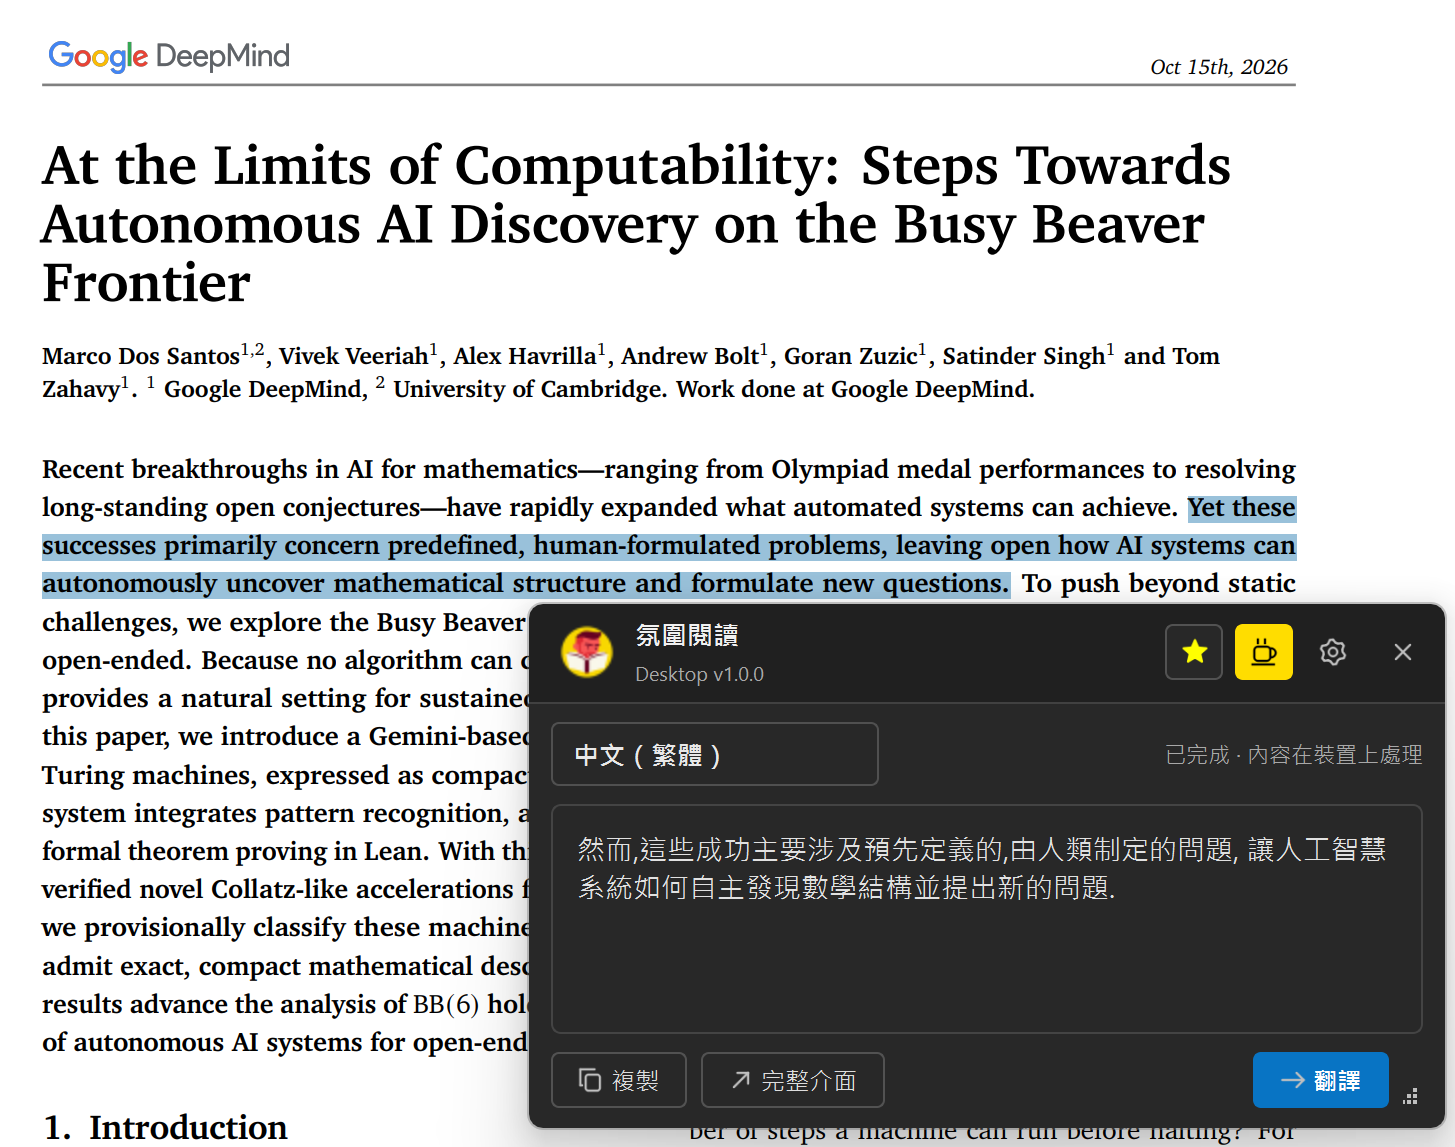 Google DeepMind
Oct 15th, 2026
At the Limits of Computability: Steps Towards
Autonomous AI Discovery on the Busy Beaver
Frontier
Marco Dos Santos1,2, Vivek Veeriah1, Alex Havrilla1, Andrew Bolt1, Goran Zuzic1, Satinder Singh1 and Tom
Zahavy1. 1 Google DeepMind, 2 University of Cambridge. Work done at Google DeepMind.
Recent breakthroughs in AI for mathematics—ranging from Olympiad medal performances to resolving
long-standing open conjectures—have rapidly expanded what automated systems can achieve. Yet these
successes primarily concern predefined, human-formulated problems, leaving open how AI systems can
autonomously uncover mathematical structure and formulate new questions. To push beyond static
challenges, we explore the Busy Beaver
open-ended. Because no algorithm can
provides a natural setting for sustained
this paper, we introduce a Gemini-based
Turing machines, expressed as compac
system integrates pattern recognition, a
formal theorem proving in Lean. With thi
verified novel Collatz-like accelerations f
we provisionally classify these machine
admit exact, compact mathematical desc
results advance the analysis of BB(6) hol
of autonomous AI systems for open-end
1. Introduction
氛圍閱讀
Desktop v1.0.0
中文（繁體）
已完成 · 內容在裝置上處理
然而,這些成功主要涉及預先定義的,由人類制定的問題, 讓人工智慧
系統如何自主發現數學結構並提出新的問題.
複製
完整介面
翻譯
ber of steps a machine can run before halting? For